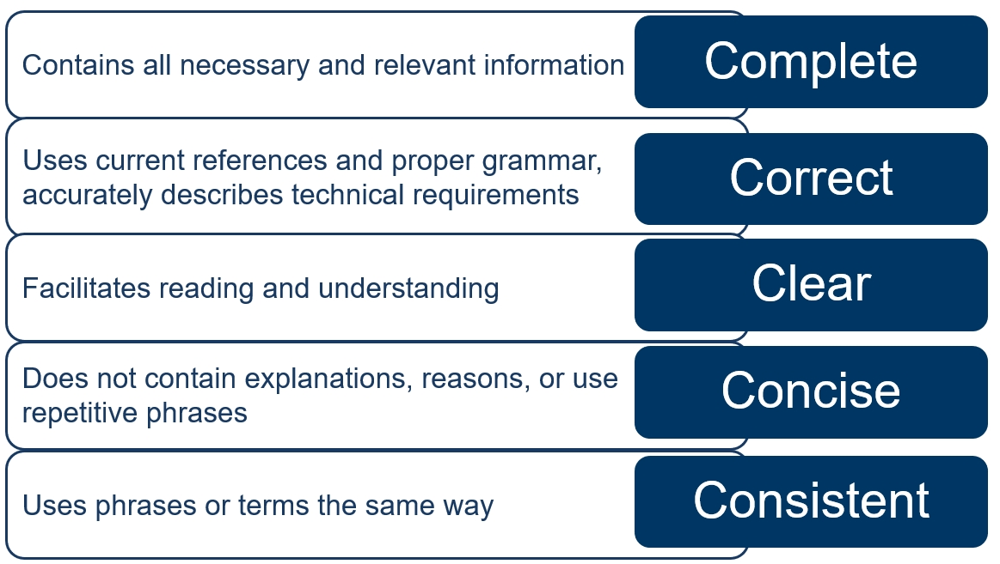 Contains all necessary and relevant information
Complete
Uses current references and proper grammar,
accurately describes technical requirements
Correct
Facilitates reading and understanding
Clear
Does not contain explanations, reasons, or use
repetitive phrases
Concise
Uses phrases or terms the same way
Consistent